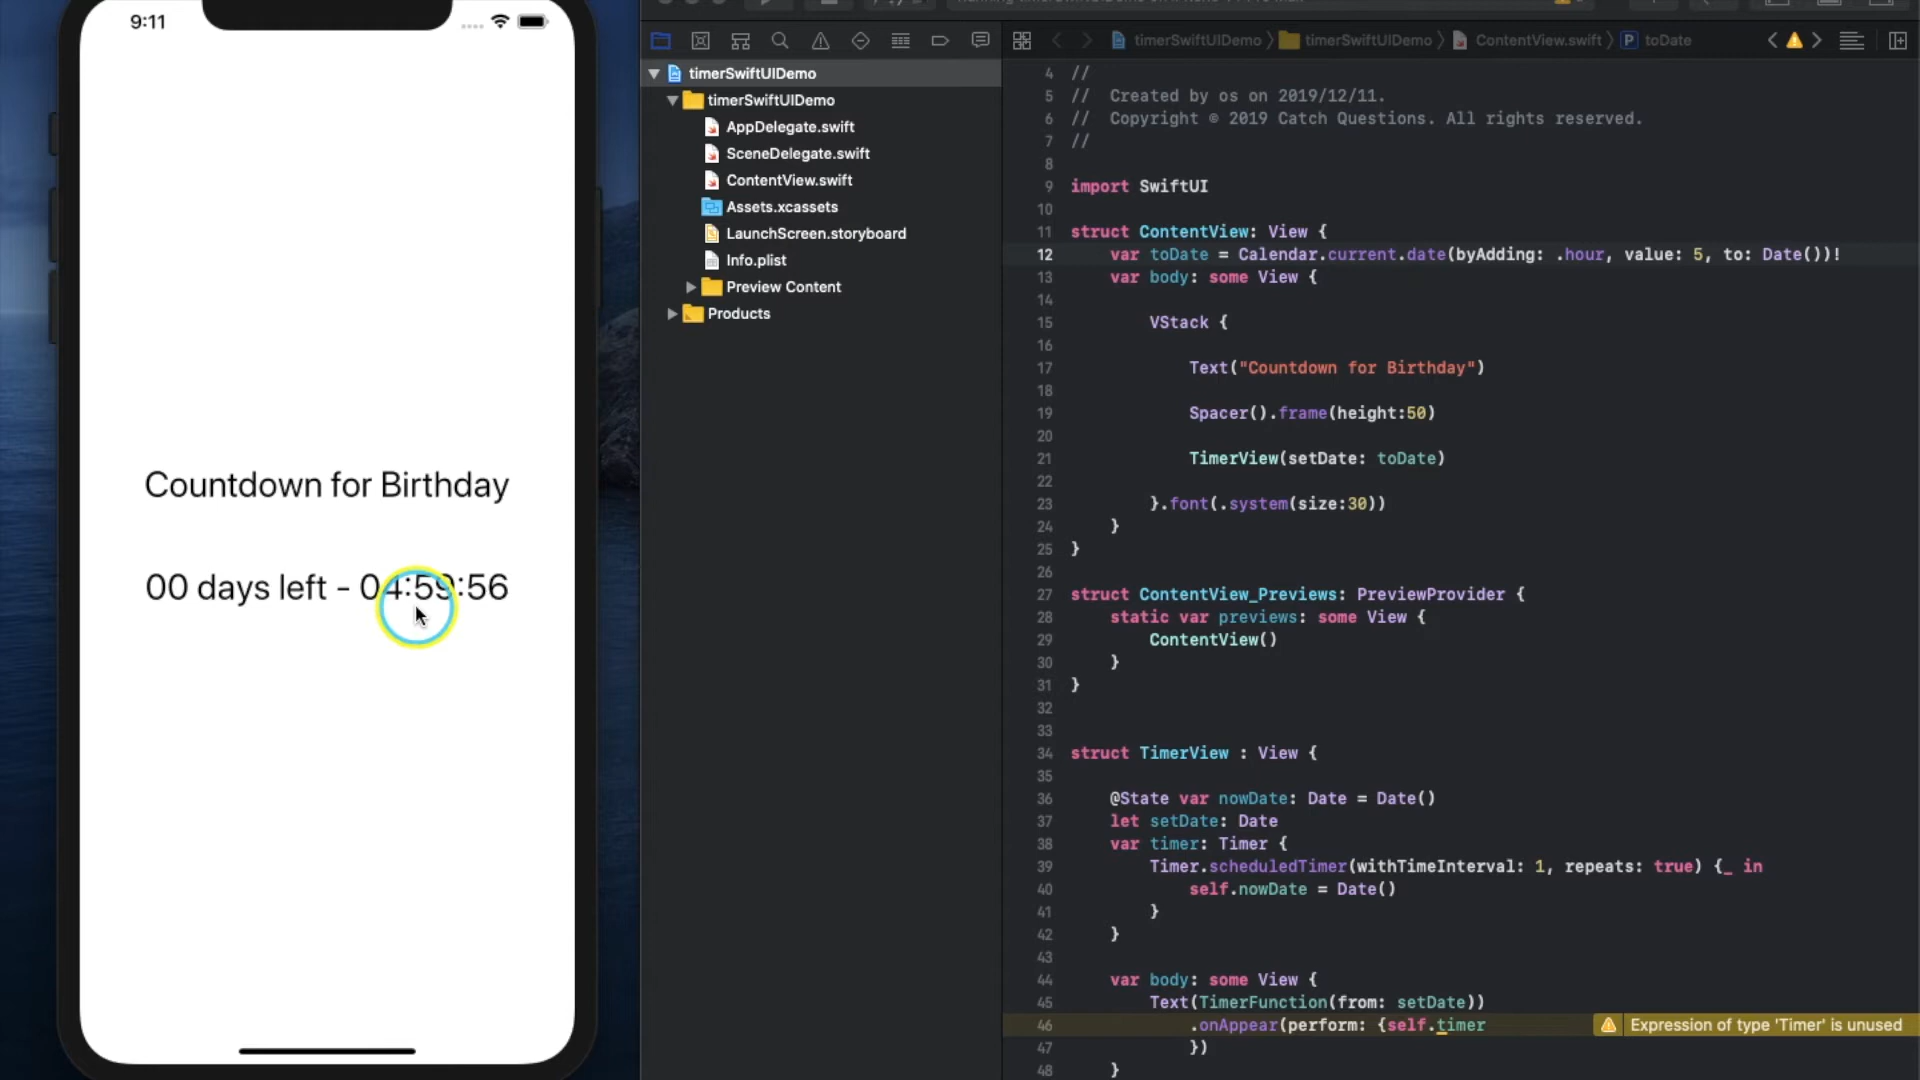 9:11
Countdown for Birthday
00 days left - 04:59:56
timerSwiftUIDemo
timerSwiftUIDemo
AppDelegate.swift
SceneDelegate.swift
ContentView.swift
Assets.xcassets
LaunchScreen.storyboard
Info.plist
Preview Content
Products
timerSwiftUIDemo
timerSwiftUIDemo
ContentView.swift
P toDate
4 //
5 //  Created by os on 2019/12/11.
6 //  Copyright © 2019 Catch Questions. All rights reserved.
7 //
8
9 import SwiftUI
10
11 struct ContentView: View {
12     var toDate = Calendar.current.date(byAdding: .hour, value: 5, to: Date())!
13     var body: some View {
14
15         VStack {
16
17             Text("Countdown for Birthday")
18
19             Spacer().frame(height:50)
20
21             TimerView(setDate: toDate)
22
23         }.font(.system(size:30))
24     }
25 }
26
27 struct ContentView_Previews: PreviewProvider {
28     static var previews: some View {
29         ContentView()
30     }
31 }
32
33
34 struct TimerView : View {
35
36     @State var nowDate: Date = Date()
37     let setDate: Date
38     var timer: Timer {
39         Timer.scheduledTimer(withTimeInterval: 1, repeats: true) {_ in
40             self.nowDate = Date()
41         }
42     }
43
44     var body: some View {
45         Text(TimerFunction(from: setDate))
46             .onAppear(perform: {self.timer
Expression of type 'Timer' is unused
47             })
48     }